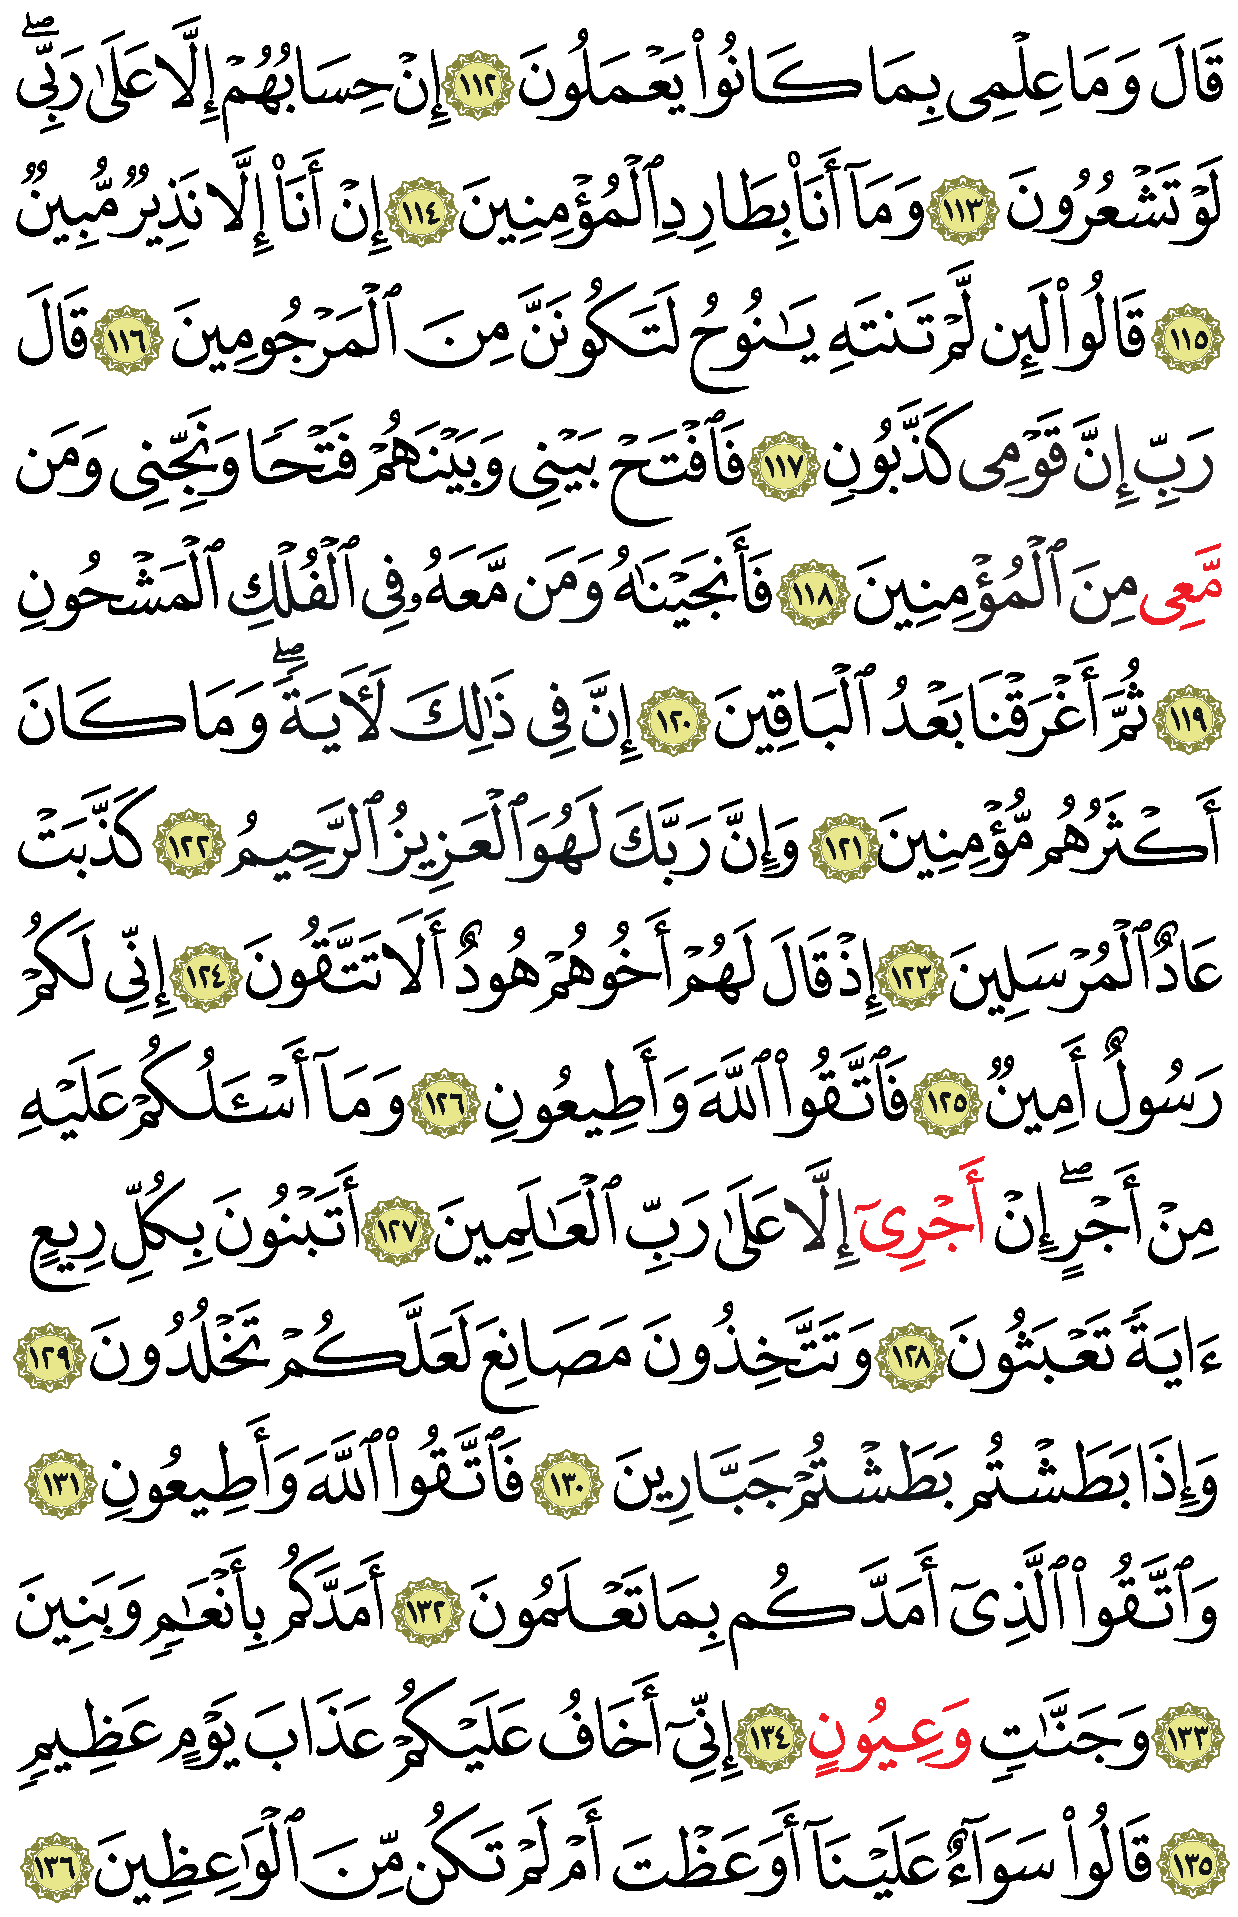 قَالَ وَمَا عِلْمِى بِمَا كَانُوا۟ يَعْمَلُونَ ١١٢ إِنْ حِسَابُهُمْ إِلَّا عَلَىٰ رَبِّى ۖ
لَوْ تَشْعُرُونَ ١١٣ وَمَآ أَنَا۠ بِطَارِدِ ٱلْمُؤْمِنِينَ ١١٤ إِنْ أَنَا۠ إِلَّا نَذِيرٌ مُّبِينٌ
١١٥ قَالُوا۟ لَئِن لَّمْ تَنتَهِ يَـٰنُوحُ لَتَكُونَنَّ مِنَ ٱلْمَرْجُومِينَ ١١٦ قَالَ
رَبِّ إِنَّ قَوْمِى كَذَّبُونِ ١١٧ فَٱفْتَحْ بَيْنِى وَبَيْنَهُمْ فَتْحًا وَنَجِّنِى وَمَن
مَّعِى مِنَ ٱلْمُؤْمِنِينَ ١١٨ فَأَنجَيْنَـٰهُ وَمَن مَّعَهُۥ فِى ٱلْفُلْكِ ٱلْمَشْحُونِ
١١٩ ثُمَّ أَغْرَقْنَا بَعْدُ ٱلْبَاقِينَ ١٢٠ إِنَّ فِى ذَٰلِكَ لَـَٔايَةً ۖ وَمَا كَانَ
أَكْثَرُهُم مُّؤْمِنِينَ ١٢١ وَإِنَّ رَبَّكَ لَهُوَ ٱلْعَزِيزُ ٱلرَّحِيمُ ١٢٢ كَذَّبَتْ
عَادٌ ٱلْمُرْسَلِينَ ١٢٣ إِذْ قَالَ لَهُمْ أَخُوهُمْ هُودٌ أَلَا تَتَّقُونَ ١٢٤ إِنِّى لَكُمْ
رَسُولٌ أَمِينٌ ١٢٥ فَٱتَّقُوا۟ ٱللَّهَ وَأَطِيعُونِ ١٢٦ وَمَآ أَسْـَٔلُكُمْ عَلَيْهِ
مِنْ أَجْرٍ ۖ إِنْ أَجْرِىَ إِلَّا عَلَىٰ رَبِّ ٱلْعَـٰلَمِينَ ١٢٧ أَتَبْنُونَ بِكُلِّ رِيعٍ
ءَايَةً تَعْبَثُونَ ١٢٨ وَتَتَّخِذُونَ مَصَانِعَ لَعَلَّكُمْ تَخْلُدُونَ ١٢٩
وَإِذَا بَطَشْتُم بَطَشْتُمْ جَبَّارِينَ ١٣٠ فَٱتَّقُوا۟ ٱللَّهَ وَأَطِيعُونِ ١٣١
وَٱتَّقُوا۟ ٱلَّذِىٓ أَمَدَّكُم بِمَا تَعْلَمُونَ ١٣٢ أَمَدَّكُم بِأَنْعَـٰمٍ وَبَنِينَ
١٣٣ وَجَنَّـٰتٍ وَعِيُونٍ ١٣٤ إِنِّىٓ أَخَافُ عَلَيْكُمْ عَذَابَ يَوْمٍ عَظِيمٍ
١٣٥ قَالُوا۟ سَوَآءٌ عَلَيْنَآ أَوَعَظْتَ أَمْ لَمْ تَكُن مِّنَ ٱلْوَٰعِظِينَ ١٣٦